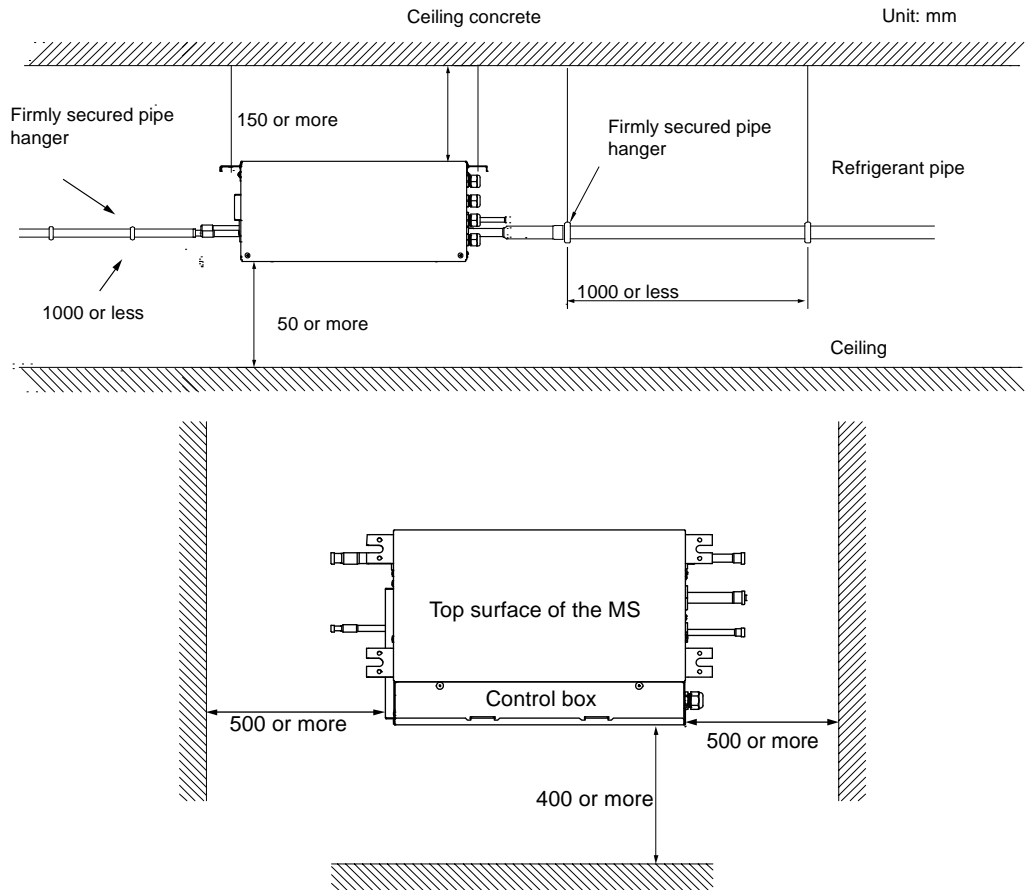 Ceiling concrete
Unit: mm
Firmly secured pipe
hanger
150 or more
Firmly secured pipe
hanger
Refrigerant pipe
1000 or less
1000 or less
50 or more
Ceiling
Top surface of the MS
Control box
500 or more
500 or more
400 or more